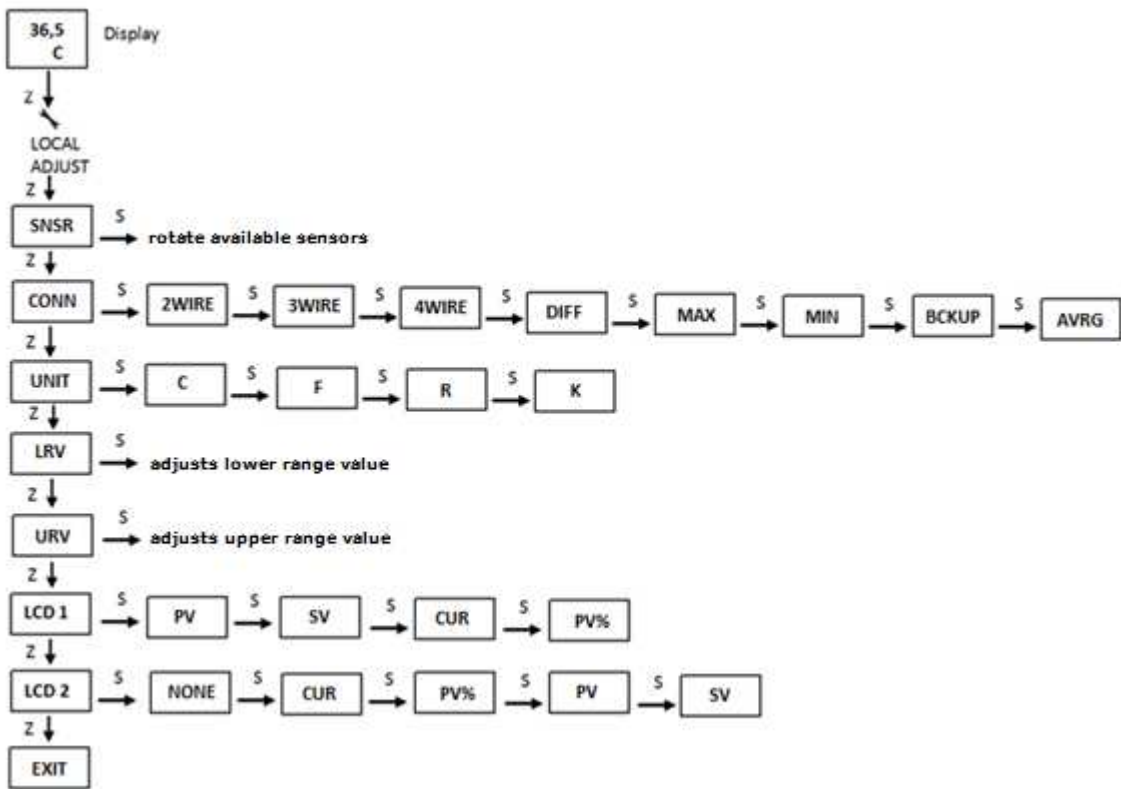 36,5
C
Display
Z
LOCAL
ADJUST
Z
SNSR S rotate available sensors
Z
CONN S 2WIRE S 3WIRE S 4WIRE S DIFF S MAX S MIN S BCKUP S AVRG
Z
UNIT S C S F S R S K
Z
LRV S adjusts lower range value
Z
URV S adjusts upper range value
Z
LCD 1 S PV S SV S CUR S PV%
Z
LCD 2 S NONE S CUR S PV% S PV S SV
Z
EXIT